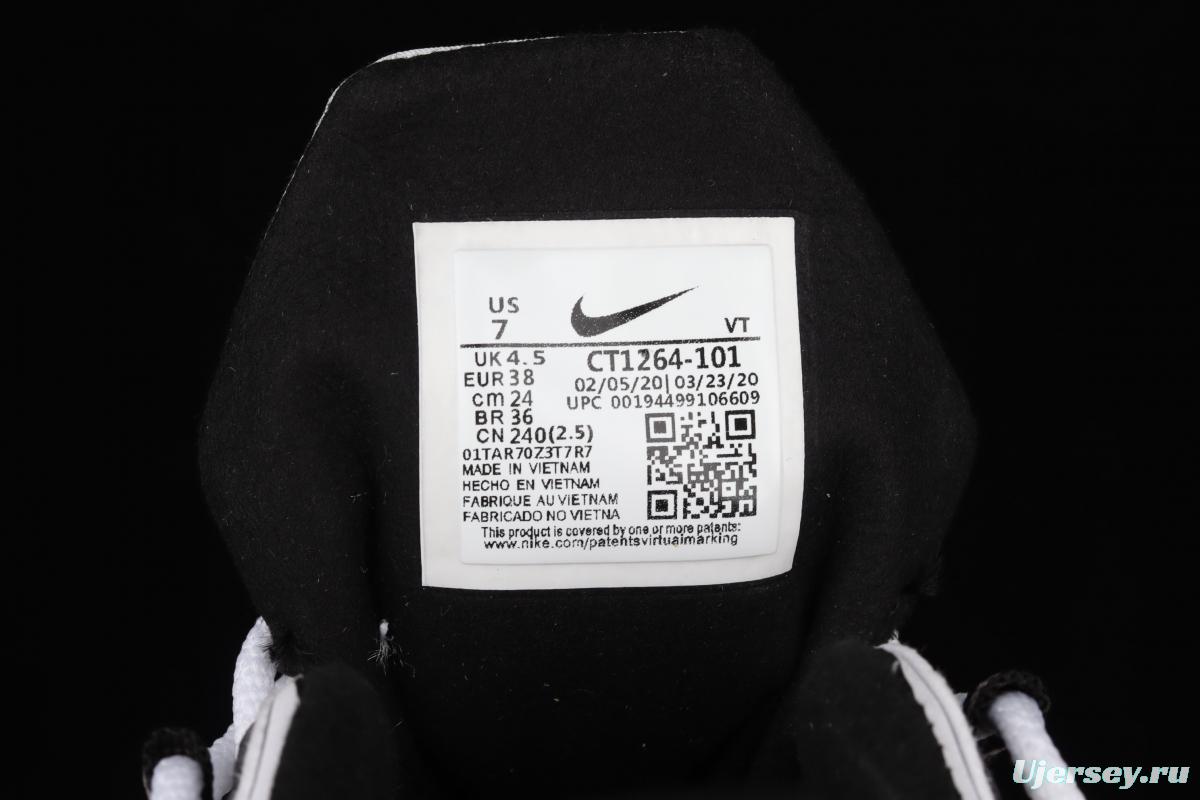 US
7
VT
UK 4.5
CT1264-101
EUR 38
02/05/20| 03/23/20
cm 24
UPC 00194499106609
BR 36
CN 240(2.5)
01TAR70Z3T7R7
MADE IN VIETNAM
HECHO EN VIETNAM
FABRIQUE AU VIETNAM
FABRICADO NO VIETNA
This product is covered by one or more patents:
www.nike.com/patentsvirtualmarking
Ujersey.ru